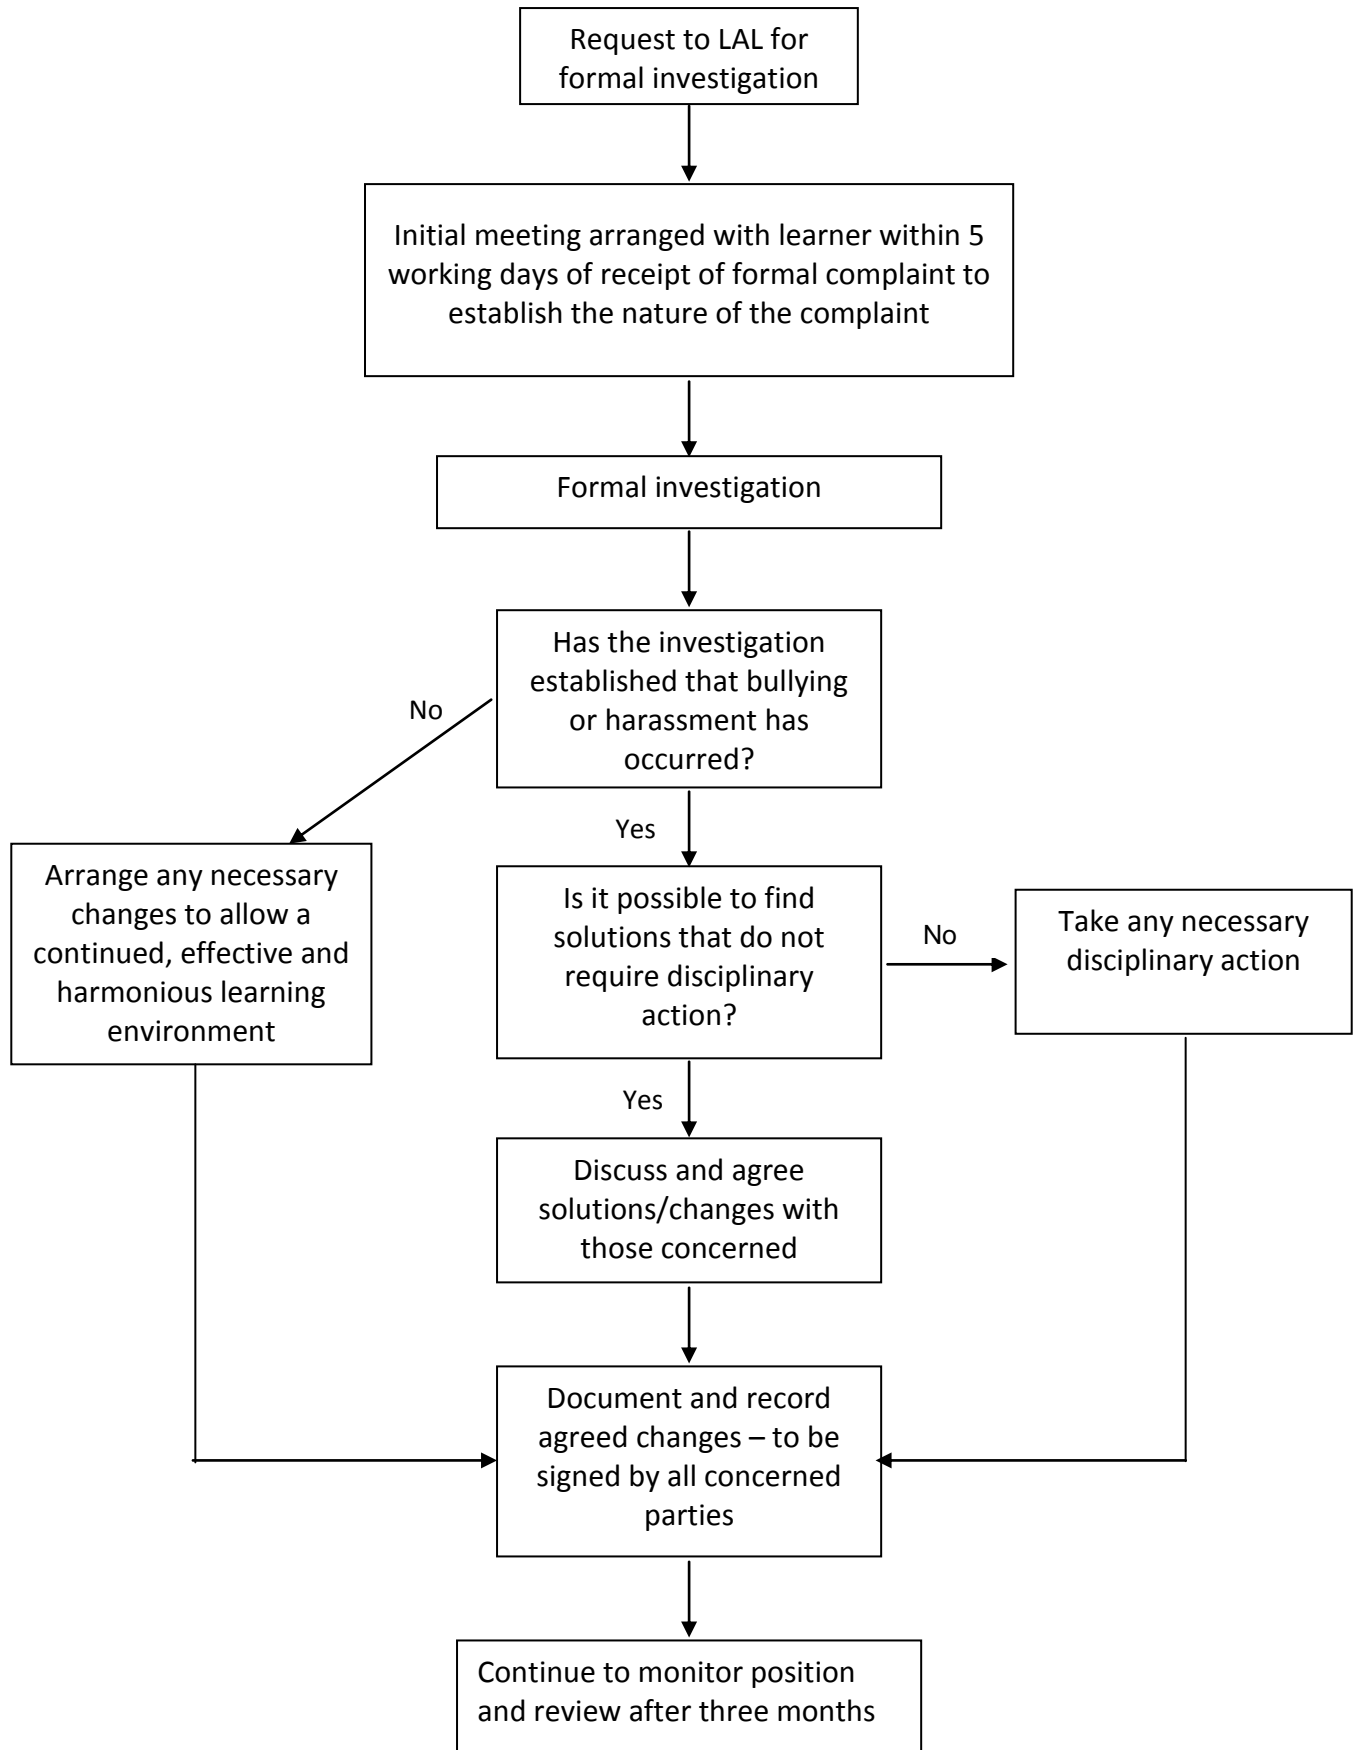 Request to LAL for
formal investigation
Initial meeting arranged with learner within 5
working days of receipt of formal complaint to
establish the nature of the complaint
Formal investigation
Has the investigation
established that bullying
or harassment has
occurred?
No
Yes
Arrange any necessary
changes to allow a
continued, effective and
harmonious learning
environment
Is it possible to find
solutions that do not
require disciplinary
action?
No
Take any necessary
disciplinary action
Yes
Discuss and agree
solutions/changes with
those concerned
Document and record
agreed changes – to be
signed by all concerned
parties
Continue to monitor position
and review after three months